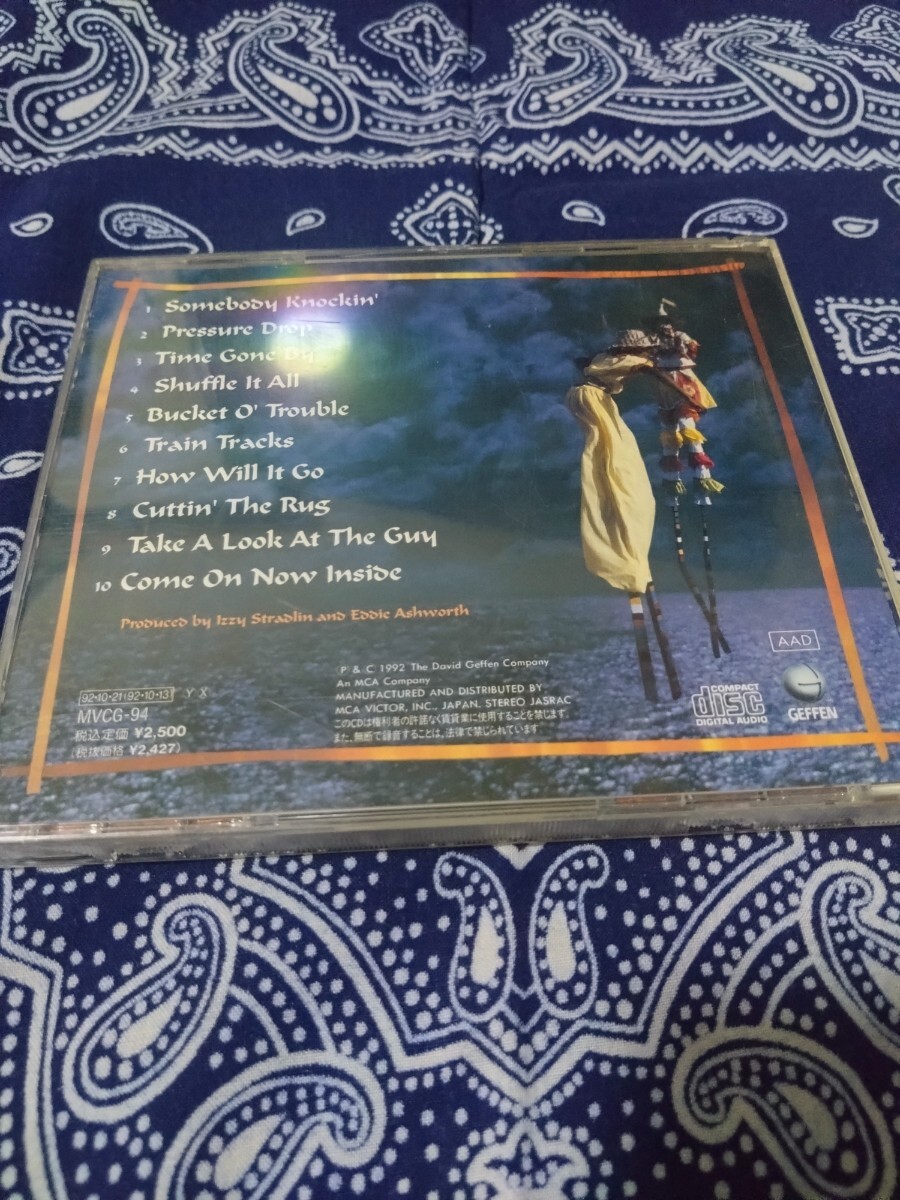 1 Somebody Knockin'
2 Pressure Drop
3 Time Gone By
4 Shuffle It All
5 Bucket O' Trouble
6 Train Tracks
7 How Will It Go
8 Cuttin' The Rug
9 Take A Look At The Guy
10 Come On Now Inside
Produced by Izzy Stradlin and Eddie Ashworth
92・10・21(92・10・13) Y X
MVCG-94
税込定価 ¥2,500
(税抜価格 ¥2,427)
P & C 1992 The David Geffen Company
An MCA Company
MANUFACTURED AND DISTRIBUTED BY
MCA VICTOR, INC., JAPAN. STEREO JASRAC
このCDは権利者の許諾なく賃貸業に使用することを禁じます。
また、無断で録音することは、法律で禁じられています。
AAD
COMPACT
disc
DIGITAL AUDIO
GEFFEN